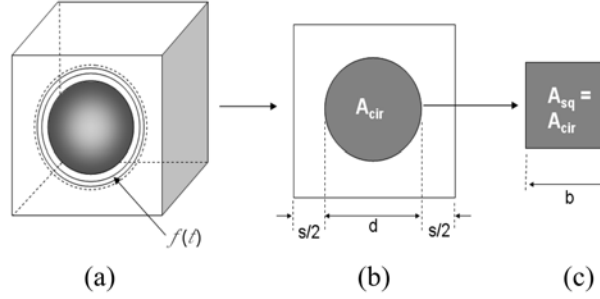 A_cir
A_sq =
A_cir
b
s/2
d
s/2
f(t)
(a)
(b)
(c)